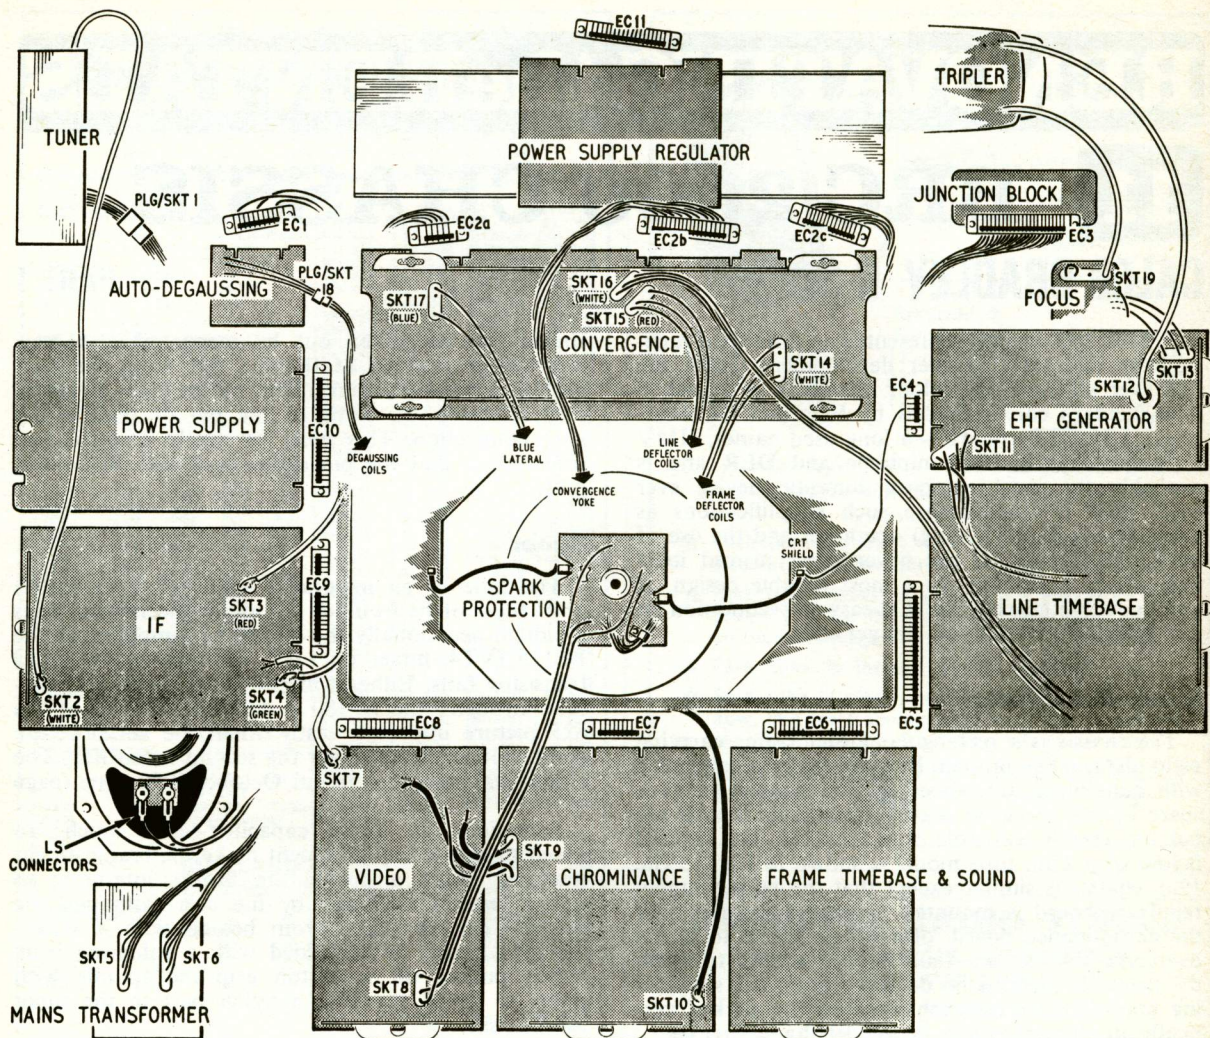 EC11
TRIPLER
TUNER
POWER SUPPLY REGULATOR
PLG/SKT 1
JUNCTION BLOCK
EC1
EC2a
EC2b
EC2c
EC3
PLG/SKT
18
AUTO-DEGAUSSING
SKT16
(WHITE)
SKT17
(BLUE)
SKT15
(RED)
SKT19
FOCUS
CONVERGENCE
SKT14
(WHITE)
SKT13
SKT12
EC4
EHT GENERATOR
POWER SUPPLY
EC10
DEGAUSSING
COILS
BLUE
LATERAL
LINE
DEFLECTOR
COILS
SKT11
CONVERGENCE
YOKE
FRAME
DEFLECTOR
COILS
CRT
SHIELD
EC9
SPARK
PROTECTION
SKT3
(RED)
LINE TIMEBASE
IF
SKT2
(WHITE)
SKT4
(GREEN)
EC8
EC7
EC6
EC5
SKT7
LS
CONNECTORS
SKT9
VIDEO
CHROMINANCE
FRAME TIMEBASE & SOUND
SKT5
SKT6
SKT8
SKT10
MAINS TRANSFORMER